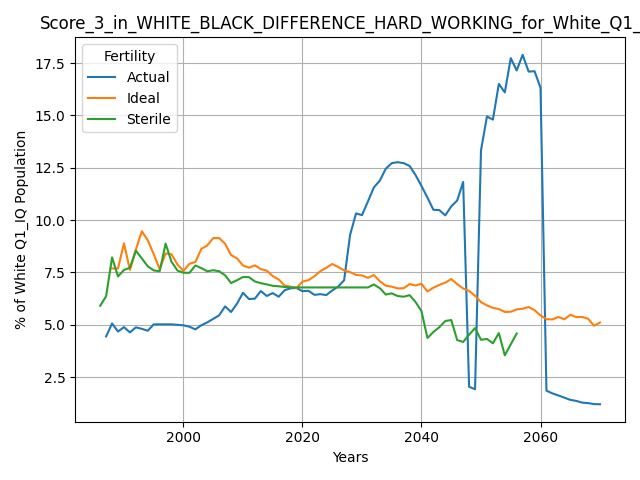 Score_3_in_WHITE_BLACK_DIFFERENCE_HARD_WORKING_for_White_Q1_
Fertility
Actual
Ideal
Sterile
% of White Q1_IQ Population
17.5
15.0
12.5
10.0
7.5
5.0
2.5
2000
2020
2040
2060
Years